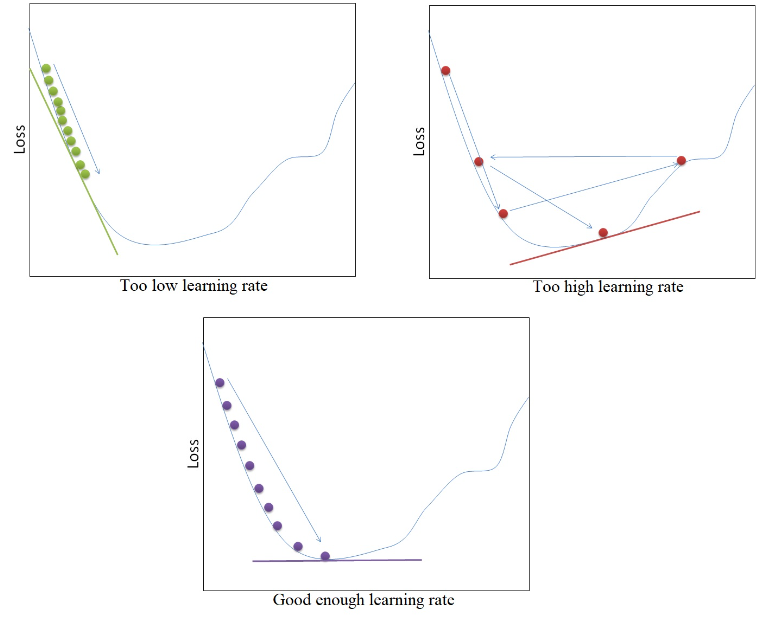 Loss
Too low learning rate
Loss
Too high learning rate
Loss
Good enough learning rate